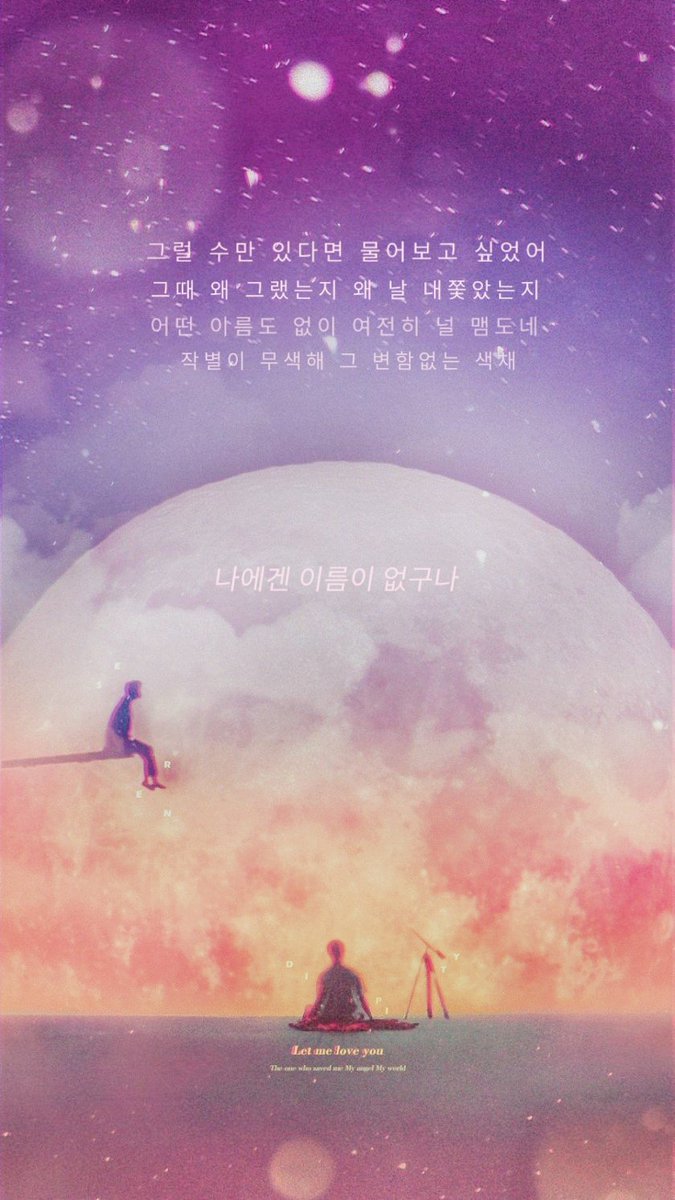 그럴 수만 있다면 물어보고 싶었어
그때 왜 그랬는지 왜 날 내쫓았는지
어떤 아름도 없이 여전히 널 맴도네
작별이 무색해 그 변함없는 색채
나에겐 이름이 없구나
S E
R
E N
D I P I T Y
Let me love you
The one who saved me My angel My world